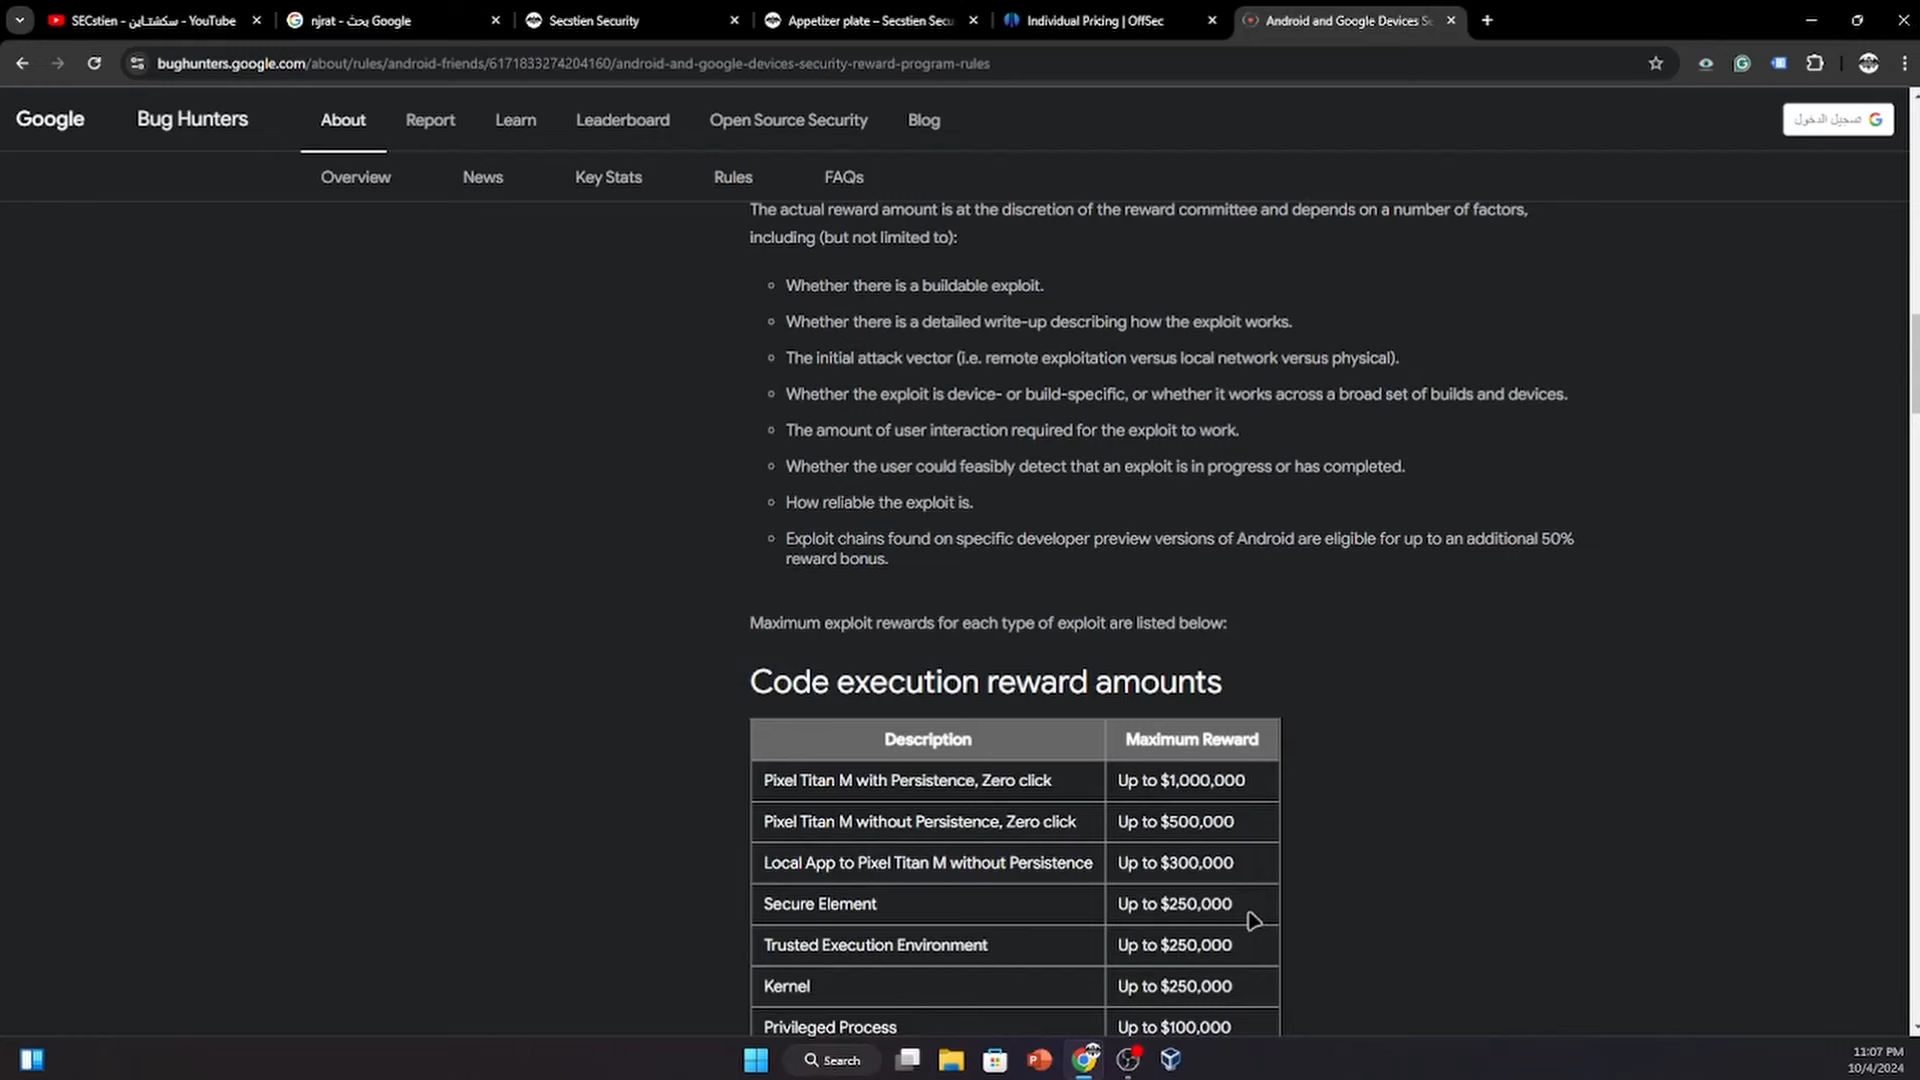 SECtien - سكشتاين - YouTube
njrat - بحث Google
Secstien Security
Appetizer plate – Secstien Secu
Individual Pricing | OffSec
Android and Google Devices Se
bughunters.google.com/about/rules/android-friends/6171833274204160/android-and-google-devices-security-reward-program-rules
Google
Bug Hunters
About
Report
Learn
Leaderboard
Open Source Security
Blog
تسجيل الدخول
Overview
News
Key Stats
Rules
FAQs
The actual reward amount is at the discretion of the reward committee and depends on a number of factors,
including (but not limited to):
Whether there is a buildable exploit.
Whether there is a detailed write-up describing how the exploit works.
The initial attack vector (i.e. remote exploitation versus local network versus physical).
Whether the exploit is device- or build-specific, or whether it works across a broad set of builds and devices.
The amount of user interaction required for the exploit to work.
Whether the user could feasibly detect that an exploit is in progress or has completed.
How reliable the exploit is.
Exploit chains found on specific developer preview versions of Android are eligible for up to an additional 50%
reward bonus.
Maximum exploit rewards for each type of exploit are listed below:
Code execution reward amounts
Description Maximum Reward
Pixel Titan M with Persistence, Zero click Up to $1,000,000
Pixel Titan M without Persistence, Zero click Up to $500,000
Local App to Pixel Titan M without Persistence Up to $300,000
Secure Element Up to $250,000
Trusted Execution Environment Up to $250,000
Kernel Up to $250,000
Privileged Process Up to $100,000
Search
11:07 PM
10/4/2024